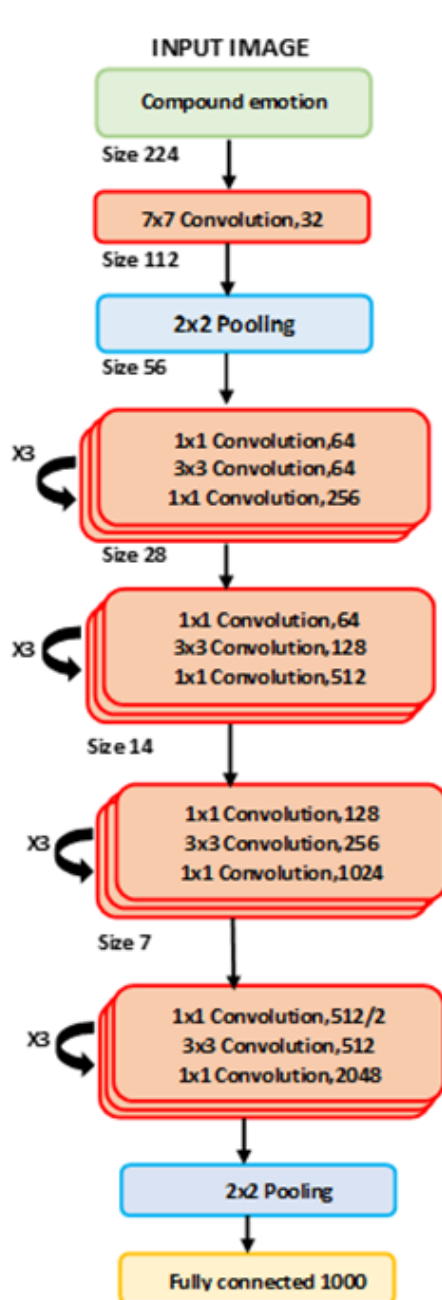 INPUT IMAGE
Compound emotion
Size 224
7x7 Convolution,32
Size 112
2x2 Pooling
Size 56
X3
1x1 Convolution,64
3x3 Convolution,64
1x1 Convolution,256
Size 28
X3
1x1 Convolution,64
3x3 Convolution,128
1x1 Convolution,512
Size 14
X3
1x1 Convolution,128
3x3 Convolution,256
1x1 Convolution,1024
Size 7
X3
1x1 Convolution,512/2
3x3 Convolution,512
1x1 Convolution,2048
2x2 Pooling
Fully connected 1000